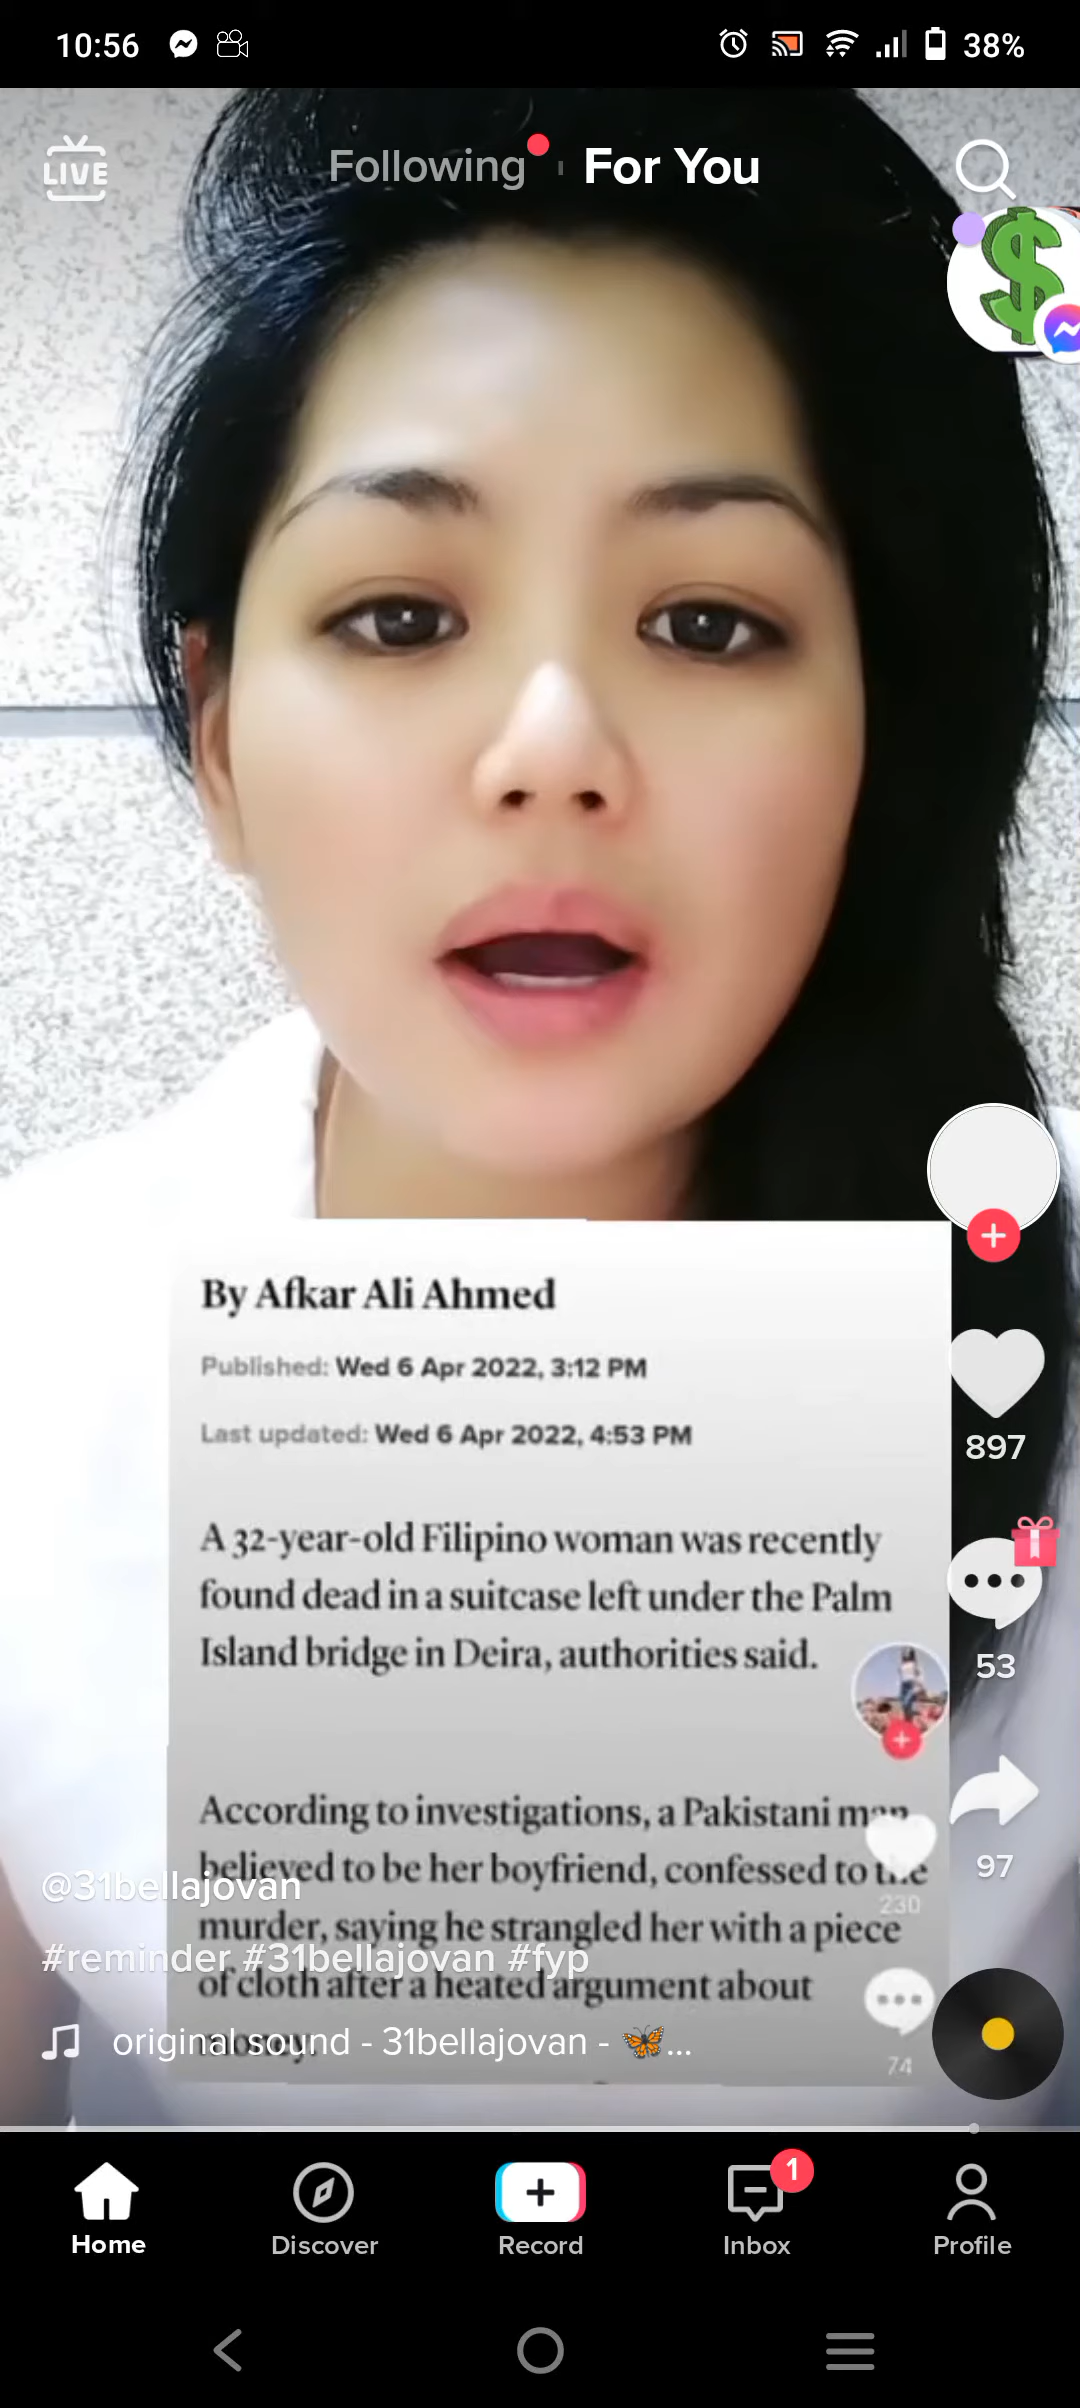 10:56
38%
LIVE
Following
For You
By Afkar Ali Ahmed
Published: Wed 6 Apr 2022, 3:12 PM
Last updated: Wed 6 Apr 2022, 4:53 PM
897
A 32-year-old Filipino woman was recently
found dead in a suitcase left under the Palm
Island bridge in Deira, authorities said.
53
According to investigations, a Pakistani man
believed to be her boyfriend, confessed to the
97
@31bellajovan
230
murder, saying he strangled her with a piece
#reminder #31bellajovan #fyp
of cloth after a heated argument about
money.
original sound - 31bellajovan - 🦋...
74
Home
Discover
Record
Inbox
1
Profile